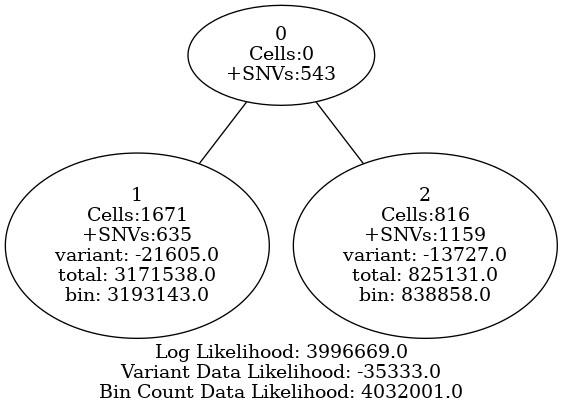 0
Cells:0
+SNVs:543
1
Cells:1671
+SNVs:635
variant: -21605.0
total: 3171538.0
bin: 3193143.0
2
Cells:816
+SNVs:1159
variant: -13727.0
total: 825131.0
bin: 838858.0
Log Likelihood: 3996669.0
Variant Data Likelihood: -35333.0
Bin Count Data Likelihood: 4032001.0